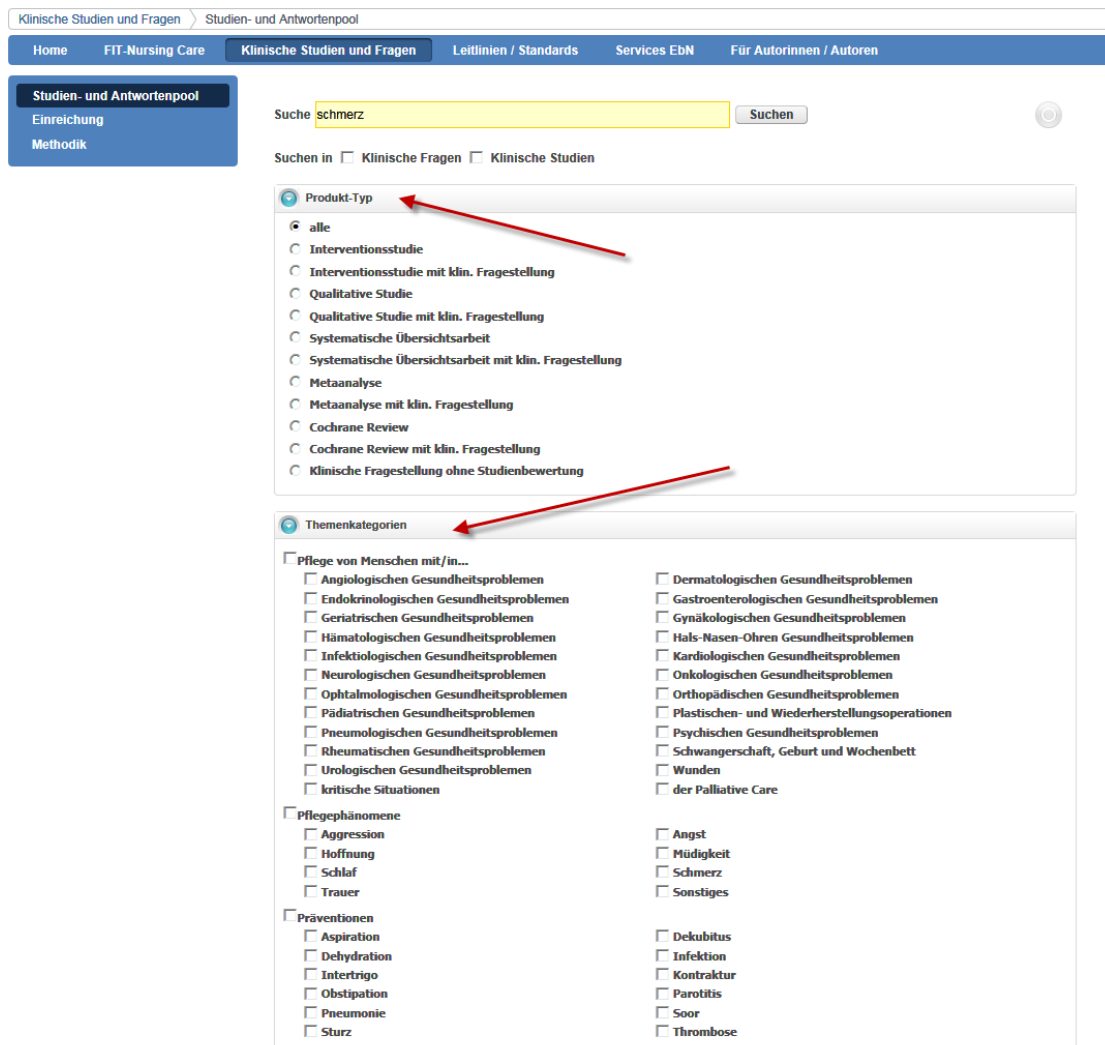 Klinische Studien und Fragen Studien- und Antwortenpool
Home FIT-Nursing Care Klinische Studien und Fragen Leitlinien / Standards Services EbN Für Autorinnen / Autoren
Studien- und Antwortenpool
Einreichung
Methodik
Suche schmerz Suchen
Suchen in Klinische Fragen Klinische Studien
Produkt-Typ
alle
Interventionsstudie
Interventionsstudie mit klin. Fragestellung
Qualitative Studie
Qualitative Studie mit klin. Fragestellung
Systematische Übersichtsarbeit
Systematische Übersichtsarbeit mit klin. Fragestellung
Metaanalyse
Metaanalyse mit klin. Fragestellung
Cochrane Review
Cochrane Review mit klin. Fragestellung
Klinische Fragestellung ohne Studienbewertung
Themenkategorien
Pflege von Menschen mit/in...
Angiologischen Gesundheitsproblemen Dermatologischen Gesundheitsproblemen
Endokrinologischen Gesundheitsproblemen Gastroenterologischen Gesundheitsproblemen
Geriatrischen Gesundheitsproblemen Gynäkologischen Gesundheitsproblemen
Hämatologischen Gesundheitsproblemen Hals-Nasen-Ohren Gesundheitsproblemen
Infektiologischen Gesundheitsproblemen Kardiologischen Gesundheitsproblemen
Neurologischen Gesundheitsproblemen Onkologischen Gesundheitsproblemen
Ophtalmologischen Gesundheitsproblemen Orthopädischen Gesundheitsproblemen
Pädiatrischen Gesundheitsproblemen Plastischen- und Wiederherstellungsoperationen
Pneumologischen Gesundheitsproblemen Psychischen Gesundheitsproblemen
Rheumatischen Gesundheitsproblemen Schwangerschaft, Geburt und Wochenbett
Urologischen Gesundheitsproblemen Wunden
kritische Situationen der Palliative Care
Pflegephänomene
Aggression Angst
Hoffnung Müdigkeit
Schlaf Schmerz
Trauer Sonstiges
Präventionen
Aspiration Dekubitus
Dehydration Infektion
Intertrigo Kontraktur
Obstipation Parotitis
Pneumonie Soor
Sturz Thrombose